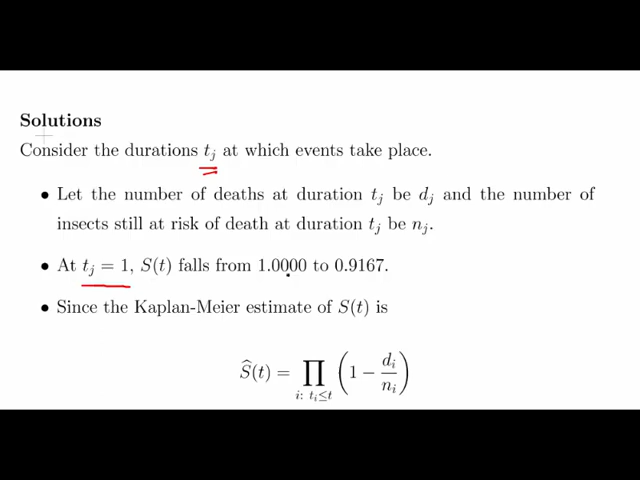 Solutions
Consider the durations t_j at which events take place.
• Let the number of deaths at duration t_j be d_j and the number of
insects still at risk of death at duration t_j be n_j.
• At t_j = 1, S(t) falls from 1.0000 to 0.9167.
• Since the Kaplan-Meier estimate of S(t) is
Ŝ(t) = ∏_{i: t_i≤t} (1 − d_i/n_i)